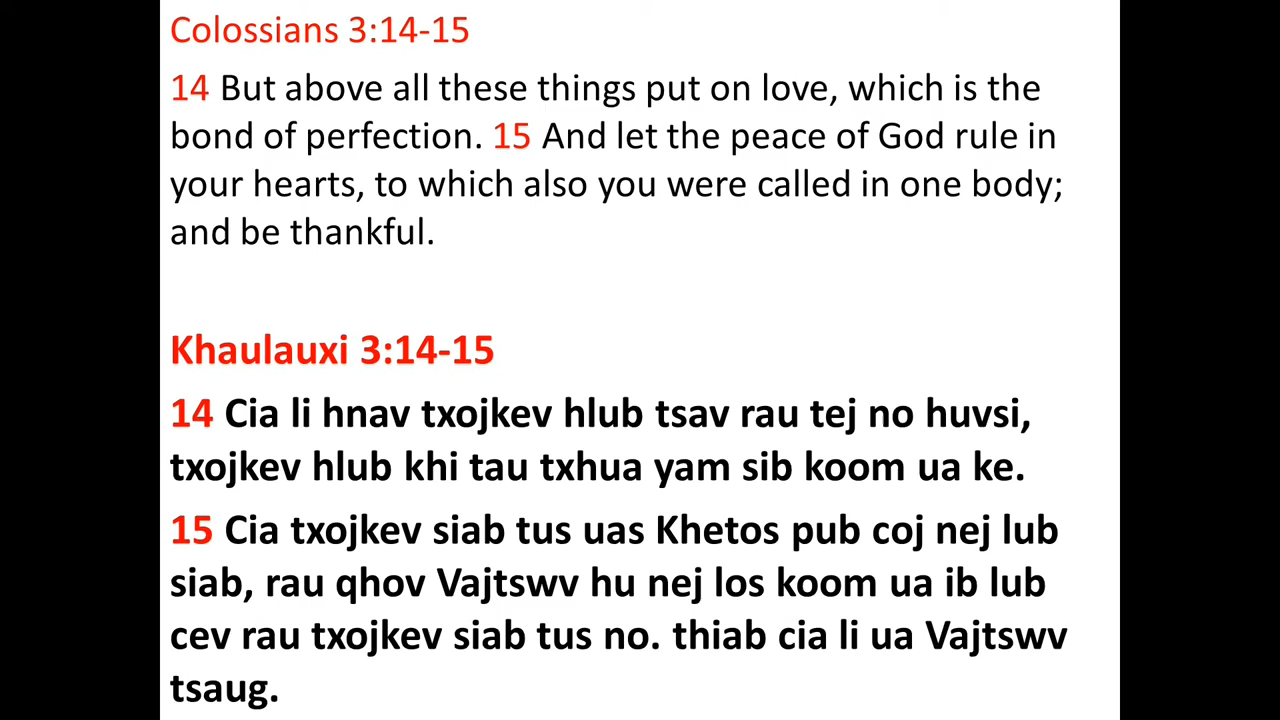 Colossians 3:14-15
14 But above all these things put on love, which is the
bond of perfection. 15 And let the peace of God rule in
your hearts, to which also you were called in one body;
and be thankful.
Khaulauxi 3:14-15
14 Cia li hnav txojkev hlub tsav rau tej no huvsi,
txojkev hlub khi tau txhua yam sib koom ua ke.
15 Cia txojkev siab tus uas Khetos pub coj nej lub
siab, rau qhov Vajtswv hu nej los koom ua ib lub
cev rau txojkev siab tus no. thiab cia li ua Vajtswv
tsaug.